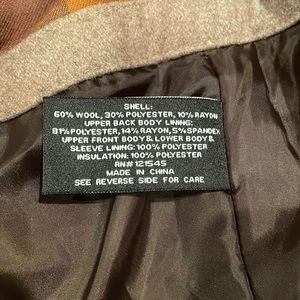 SHELL:
60% WOOL, 30% POLYESTER, 10% RAYON
UPPER BACK BODY LINING:
81% POLYESTER, 14% RAYON, 5% SPANDEX
UPPER FRONT BODY & LOWER BODY &
SLEEVE LINING: 100% POLYESTER
INSULATION: 100% POLYESTER
RN# 121545
MADE IN CHINA
SEE REVERSE SIDE FOR CARE